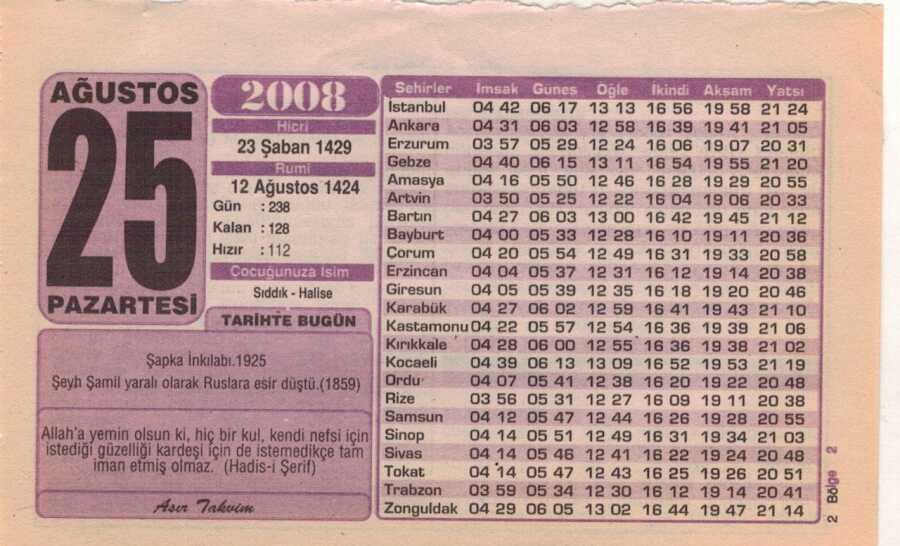 AĞUSTOS
25
PAZARTESİ
2008
Hicri
23 Şaban 1429
Rumi
12 Ağustos 1424
Gün : 238
Kalan : 128
Hızır : 112
Çocuğunuza İsim
Sıddık - Halise
TARİHTE BUGÜN
Şapka İnkılabı.1925
Şeyh Şamil yaralı olarak Ruslara esir düştü.(1859)
Allah'a yemin olsun ki, hiç bir kul, kendi nefsi için
istediği güzelliği kardeşi için de istemedikçe tam
iman etmiş olmaz. (Hadis-i Şerif)
Asır Takvim
Şehirler İmsak Güneş Öğle İkindi Akşam Yatsı
İstanbul 04 42 06 17 13 13 16 56 19 58 21 24
Ankara 04 31 06 03 12 58 16 39 19 41 21 05
Erzurum 03 57 05 29 12 24 16 06 19 07 20 31
Gebze 04 40 06 15 13 11 16 54 19 55 21 20
Amasya 04 16 05 50 12 46 16 28 19 29 20 55
Artvin 03 50 05 25 12 22 16 04 19 06 20 33
Bartın 04 27 06 03 13 00 16 42 19 45 21 12
Bayburt 04 00 05 33 12 28 16 10 19 11 20 36
Çorum 04 20 05 54 12 49 16 31 19 33 20 58
Erzincan 04 04 05 37 12 31 16 12 19 14 20 38
Giresun 04 05 05 39 12 35 16 18 19 20 20 46
Karabük 04 27 06 02 12 59 16 41 19 43 21 10
Kastamonu 04 22 05 57 12 54 16 36 19 39 21 06
Kırıkkale 04 28 06 00 12 55 16 36 19 38 21 02
Kocaeli 04 39 06 13 13 09 16 52 19 53 21 19
Ordu 04 07 05 41 12 38 16 20 19 22 20 48
Rize 03 56 05 31 12 27 16 09 19 11 20 38
Samsun 04 12 05 47 12 44 16 26 19 28 20 55
Sinop 04 14 05 51 12 49 16 31 19 34 21 03
Sivas 04 14 05 46 12 41 16 22 19 24 20 48
Tokat 04 14 05 47 12 43 16 25 19 26 20 51
Trabzon 03 59 05 34 12 30 16 12 19 14 20 41
Zonguldak 04 29 06 05 13 02 16 44 19 47 21 14
2 Bölge 2